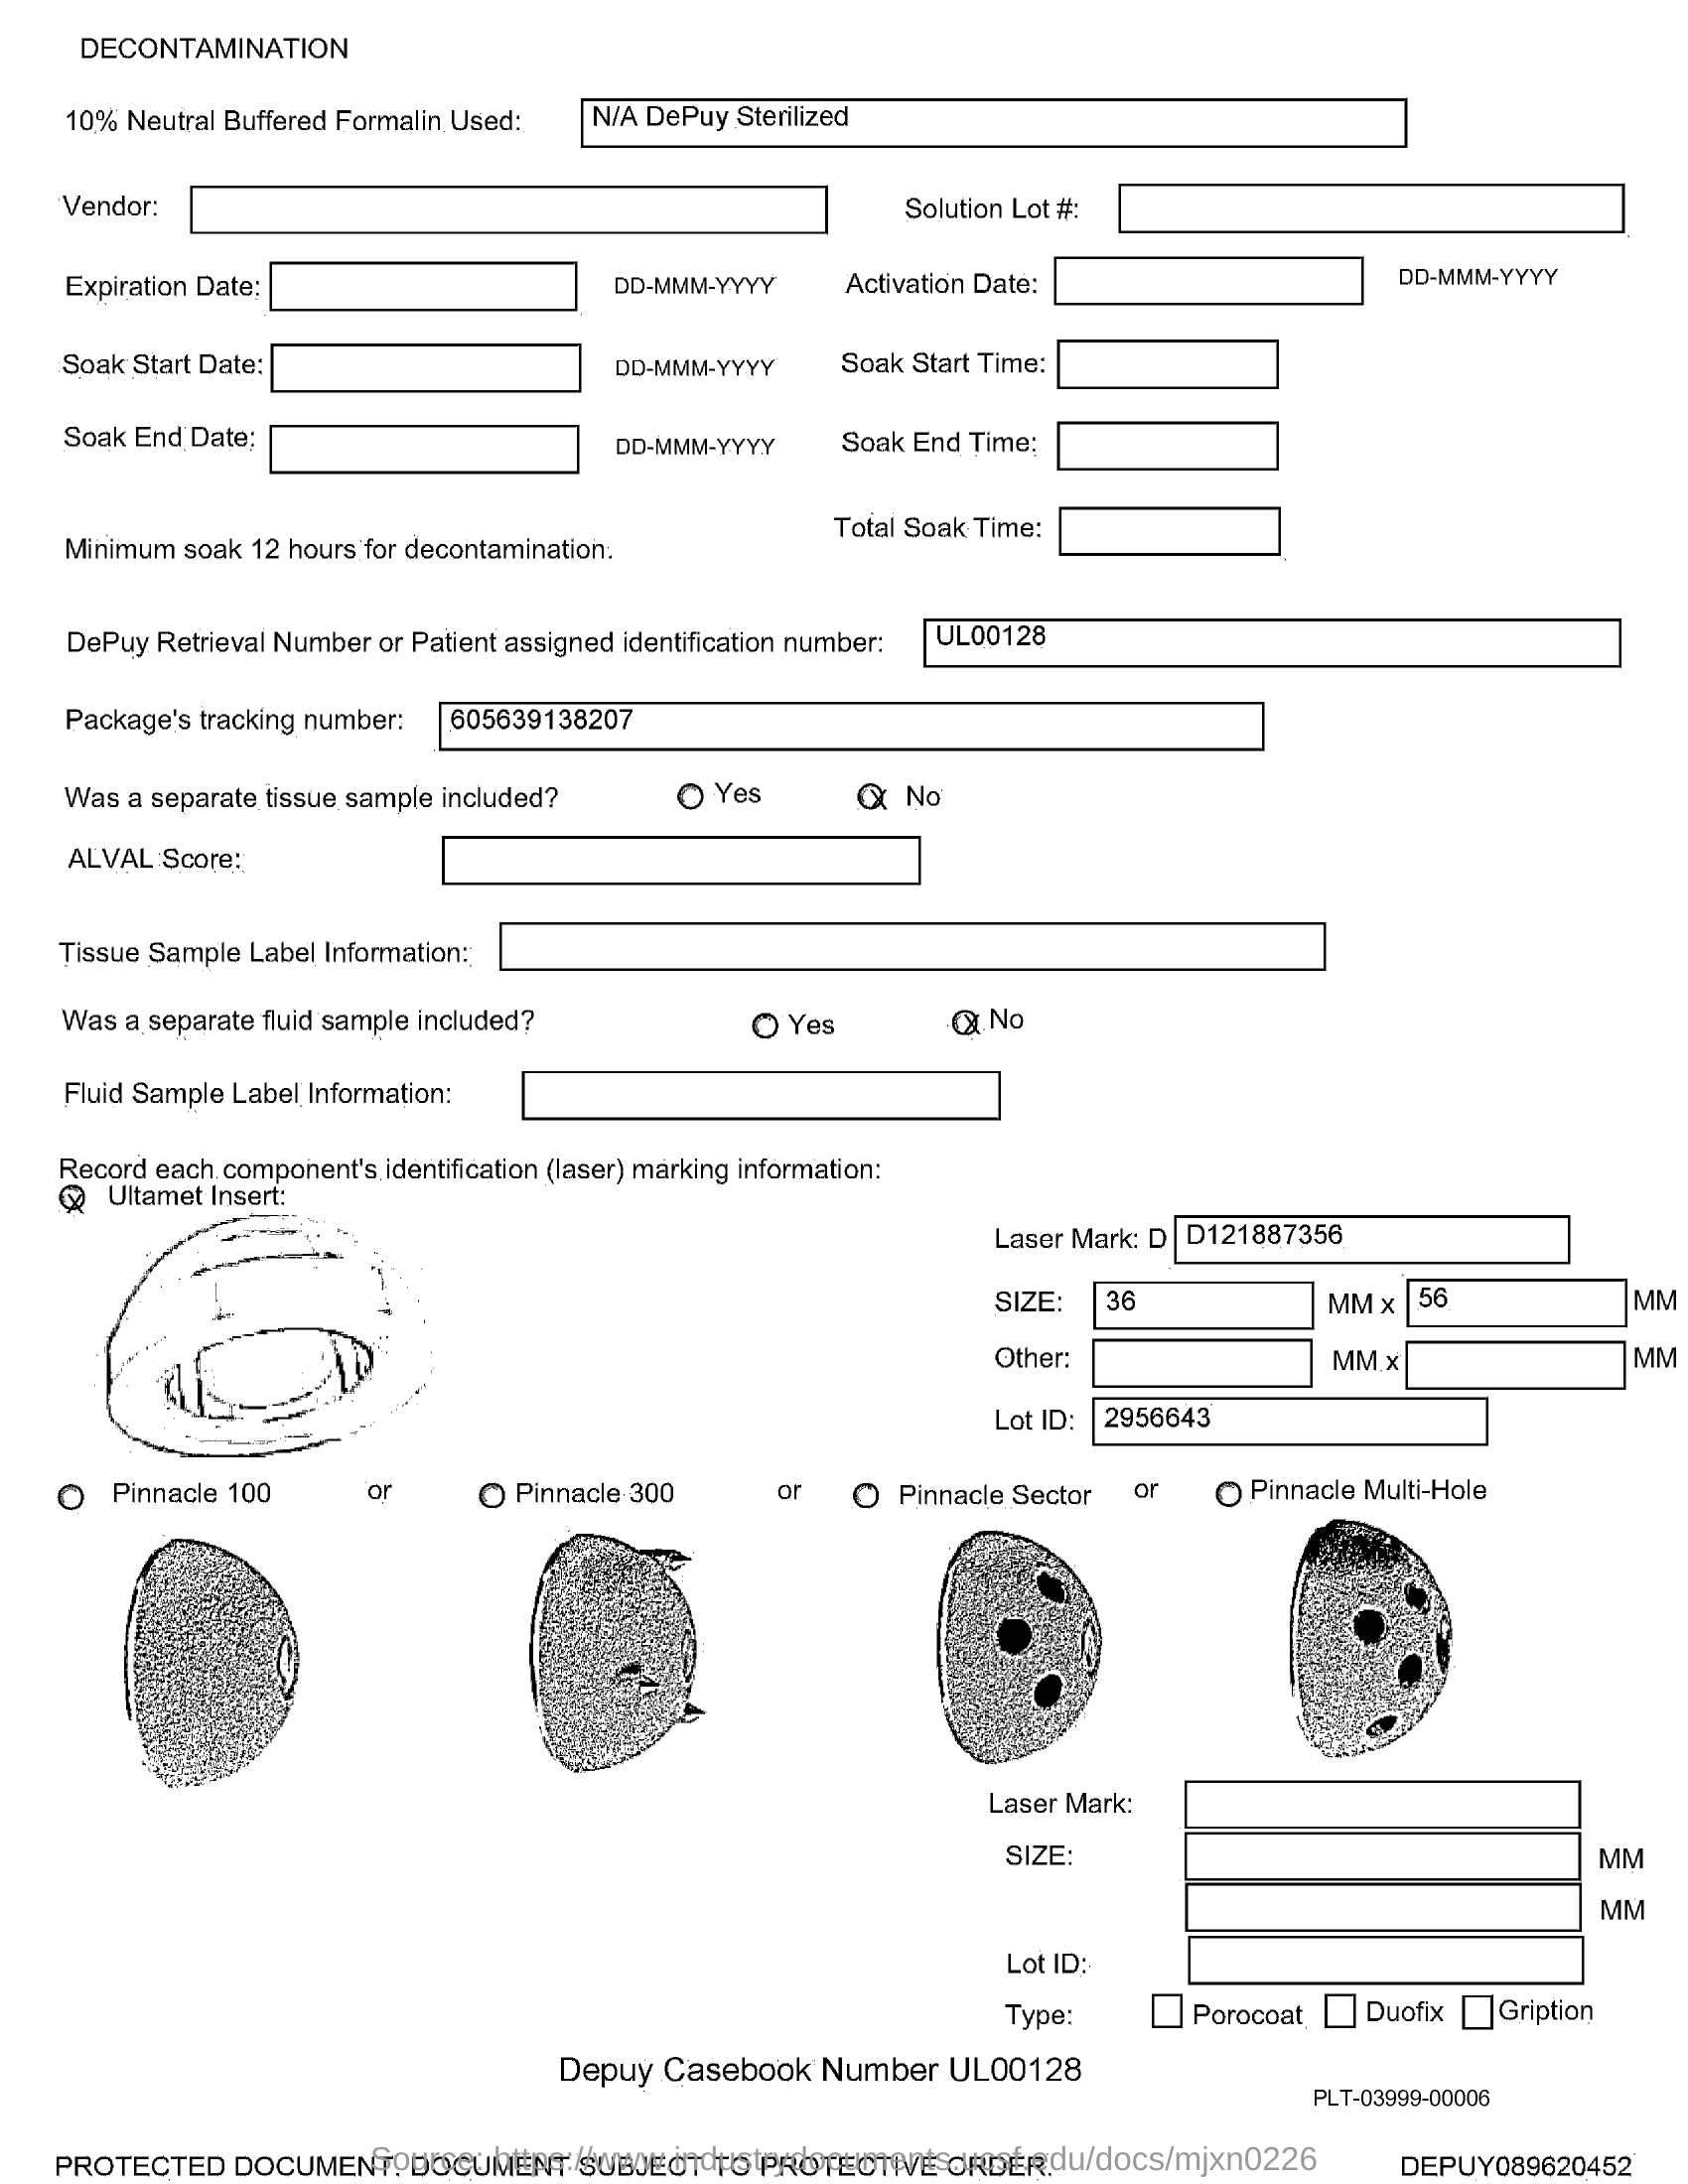 DECONTAMINATION
10% Neutral Buffered Formalin Used: N/A DePuy Sterilized
Vendor: Solution Lot #:
Expiration Date: DD-MMM-YYYY Activation Date: DD-MMM-YYYY
Soak Start Date: DD-MMM-YYYY Soak Start Time:
Soak End Date: DD-MMM-YYYY Soak End Time:
Minimum soak 12 hours for decontamination. Total Soak Time:
DePuy Retrieval Number or Patient assigned identification number: UL00128
Package's tracking number: 605639138207
Was a separate tissue sample included? Yes No
ALVAL Score:
Tissue Sample Label Information:
Was a separate fluid sample included? Yes No
Fluid Sample Label Information:
Record each component's identification (laser) marking information:
Ultamet Insert:
Laser Mark: D D121887356
SIZE: 36 MM x 56 MM
Other: MM x MM
Lot ID: 2956643
Pinnacle 100 or Pinnacle 300 or Pinnacle Sector or Pinnacle Multi-Hole
Laser Mark:
SIZE: MM
MM
Lot ID:
Type: Porocoat Duofix Gription
Depuy Casebook Number UL00128
PLT-03999-00006
PROTECTED DOCUMENT. DOCUMENT SUBJECT TO PROTECTIVE ORDER.
Source: https://www.industrydocuments.ucsf.edu/docs/mjxn0226
DEPUY089620452